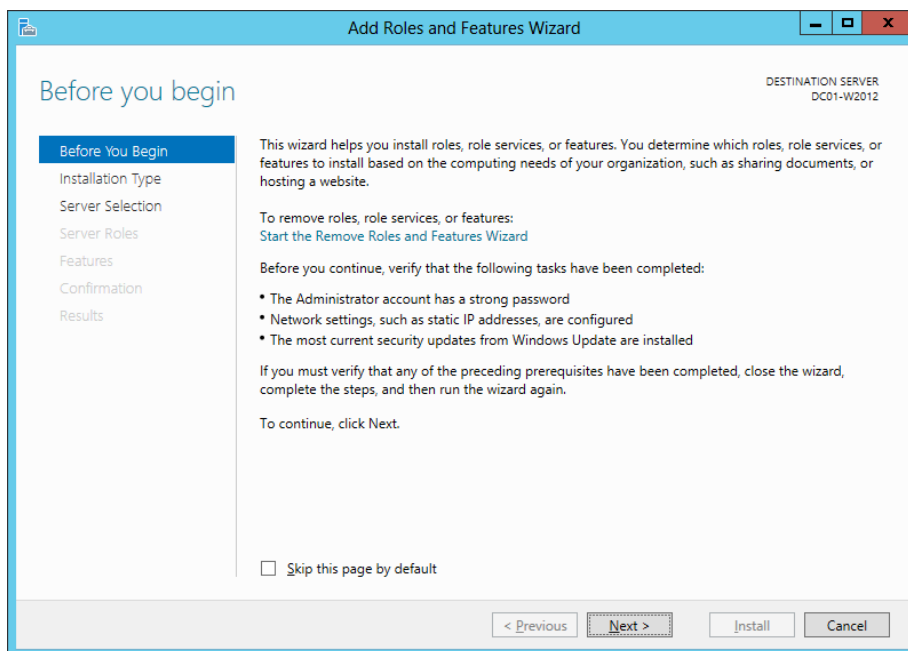 Add Roles and Features Wizard
Before you begin
DESTINATION SERVER
DC01-W2012
Before You Begin
Installation Type
Server Selection
Server Roles
Features
Confirmation
Results
This wizard helps you install roles, role services, or features. You determine which roles, role services, or
features to install based on the computing needs of your organization, such as sharing documents, or
hosting a website.
To remove roles, role services, or features:
Start the Remove Roles and Features Wizard
Before you continue, verify that the following tasks have been completed:
• The Administrator account has a strong password
• Network settings, such as static IP addresses, are configured
• The most current security updates from Windows Update are installed
If you must verify that any of the preceding prerequisites have been completed, close the wizard,
complete the steps, and then run the wizard again.
To continue, click Next.
Skip this page by default
< Previous
Next >
Install
Cancel